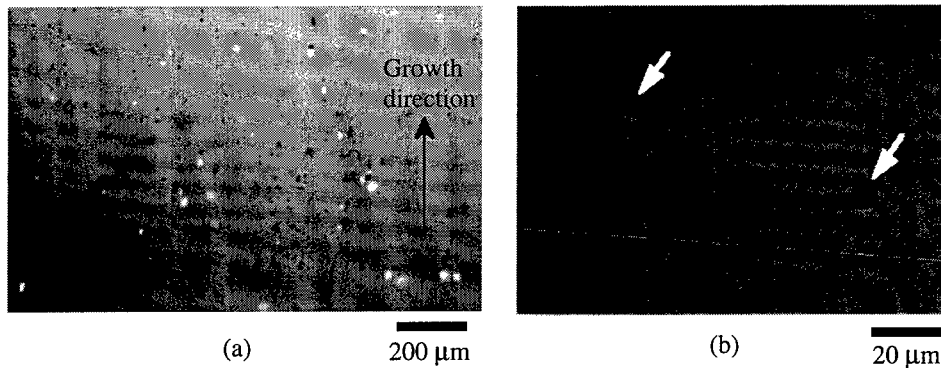 Growth
direction
(a)
200 μm
(b)
20 μm